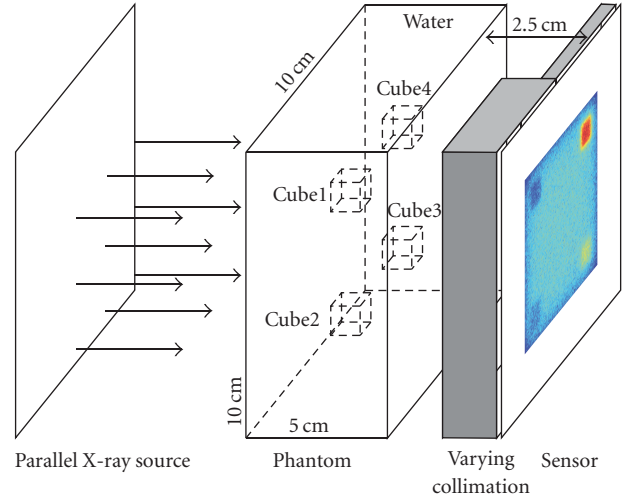 Water
2.5 cm
10 cm
Cube4
Cube1
Cube3
Cube2
10 cm
5 cm
Parallel X-ray source
Phantom
Varying
collimation
Sensor